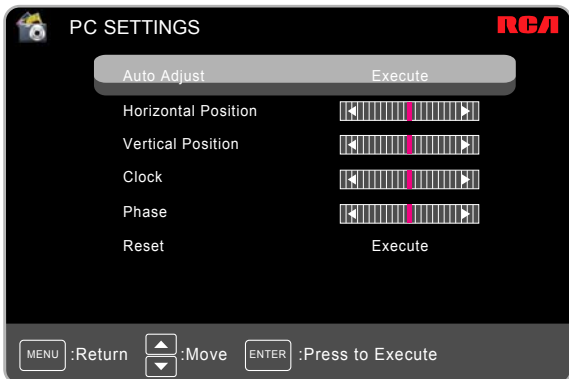 PC SETTINGS RCA
Auto Adjust Execute
Horizontal Position
Vertical Position
Clock
Phase
Reset Execute
MENU :Return :Move ENTER :Press to Execute